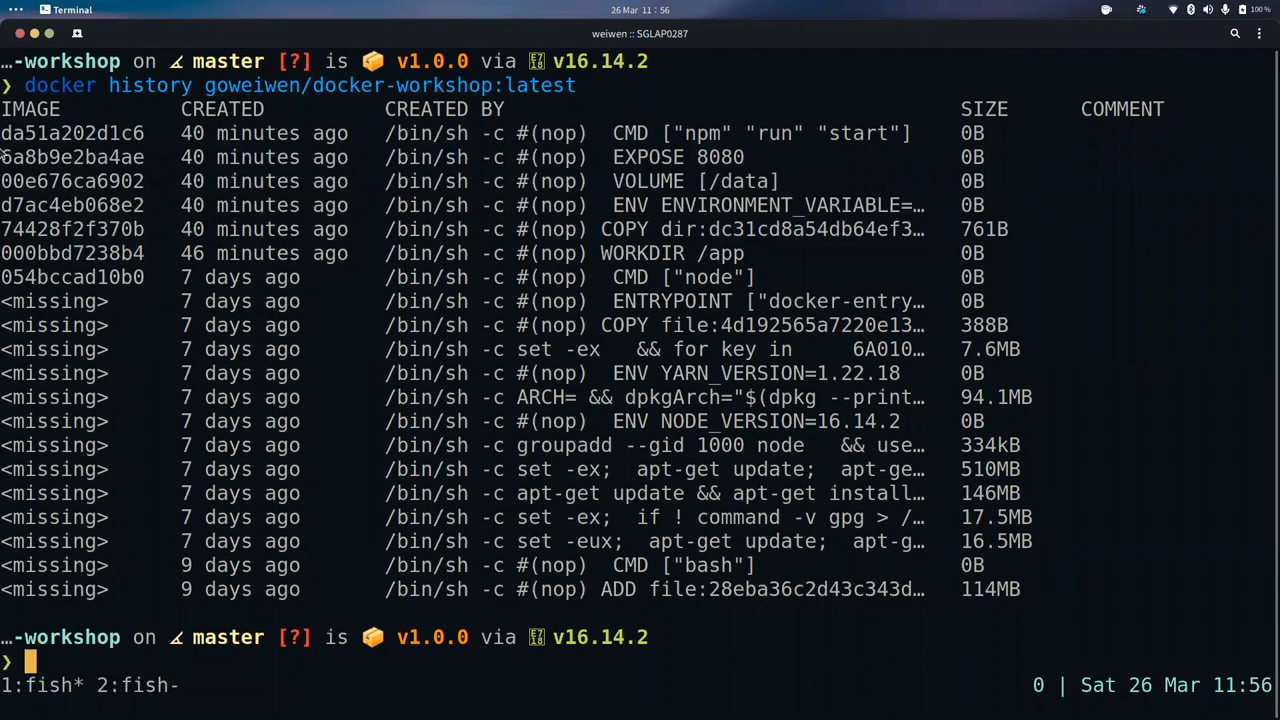 Terminal
26 Mar 11:56
100 %
weiwen :: SGLAP0287
…-workshop on master [?] is 📦 v1.0.0 via v16.14.2
❯ docker history goweiwen/docker-workshop:latest
IMAGE CREATED CREATED BY SIZE COMMENT
da51a202d1c6 40 minutes ago /bin/sh -c #(nop) CMD ["npm" "run" "start"] 0B
6a8b9e2ba4ae 40 minutes ago /bin/sh -c #(nop) EXPOSE 8080 0B
00e676ca6902 40 minutes ago /bin/sh -c #(nop) VOLUME [/data] 0B
d7ac4eb068e2 40 minutes ago /bin/sh -c #(nop) ENV ENVIRONMENT_VARIABLE=… 0B
74428f2f370b 40 minutes ago /bin/sh -c #(nop) COPY dir:dc31cd8a54db64ef3… 761B
000bbd7238b4 46 minutes ago /bin/sh -c #(nop) WORKDIR /app 0B
054bccad10b0 7 days ago /bin/sh -c #(nop) CMD ["node"] 0B
<missing> 7 days ago /bin/sh -c #(nop) ENTRYPOINT ["docker-entry… 0B
<missing> 7 days ago /bin/sh -c #(nop) COPY file:4d192565a7220e13… 388B
<missing> 7 days ago /bin/sh -c set -ex && for key in 6A010… 7.6MB
<missing> 7 days ago /bin/sh -c #(nop) ENV YARN_VERSION=1.22.18 0B
<missing> 7 days ago /bin/sh -c ARCH= && dpkgArch="$(dpkg --print… 94.1MB
<missing> 7 days ago /bin/sh -c #(nop) ENV NODE_VERSION=16.14.2 0B
<missing> 7 days ago /bin/sh -c groupadd --gid 1000 node && use… 334kB
<missing> 7 days ago /bin/sh -c set -ex; apt-get update; apt-ge… 510MB
<missing> 7 days ago /bin/sh -c apt-get update && apt-get install… 146MB
<missing> 7 days ago /bin/sh -c set -ex; if ! command -v gpg > /… 17.5MB
<missing> 7 days ago /bin/sh -c set -eux; apt-get update; apt-g… 16.5MB
<missing> 9 days ago /bin/sh -c #(nop) CMD ["bash"] 0B
<missing> 9 days ago /bin/sh -c #(nop) ADD file:28eba36c2d43c343d… 114MB
…-workshop on master [?] is 📦 v1.0.0 via v16.14.2
❯
1:fish* 2:fish- 0 | Sat 26 Mar 11:56